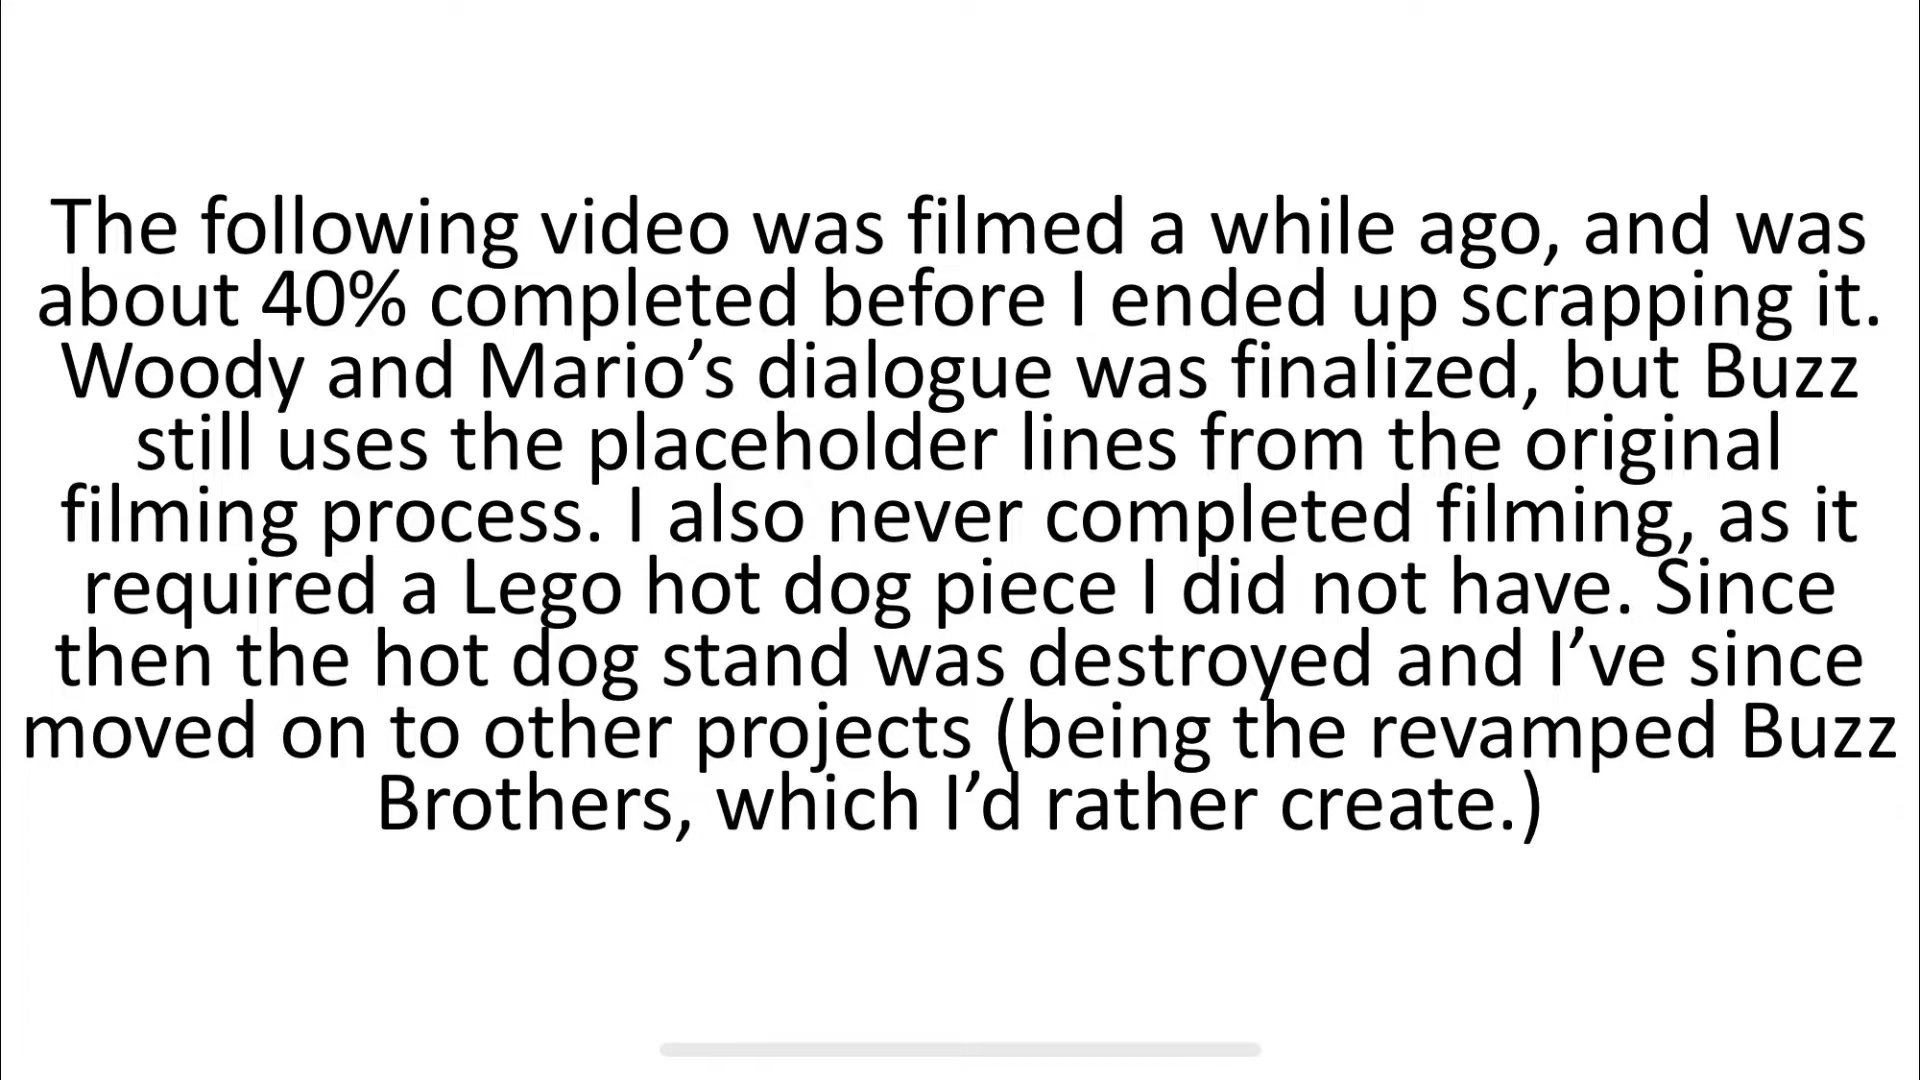 The following video was filmed a while ago, and was
about 40% completed before I ended up scrapping it.
Woody and Mario’s dialogue was finalized, but Buzz
still uses the placeholder lines from the original
filming process. I also never completed filming, as it
required a Lego hot dog piece I did not have. Since
then the hot dog stand was destroyed and I’ve since
moved on to other projects (being the revamped Buzz
Brothers, which I’d rather create.)